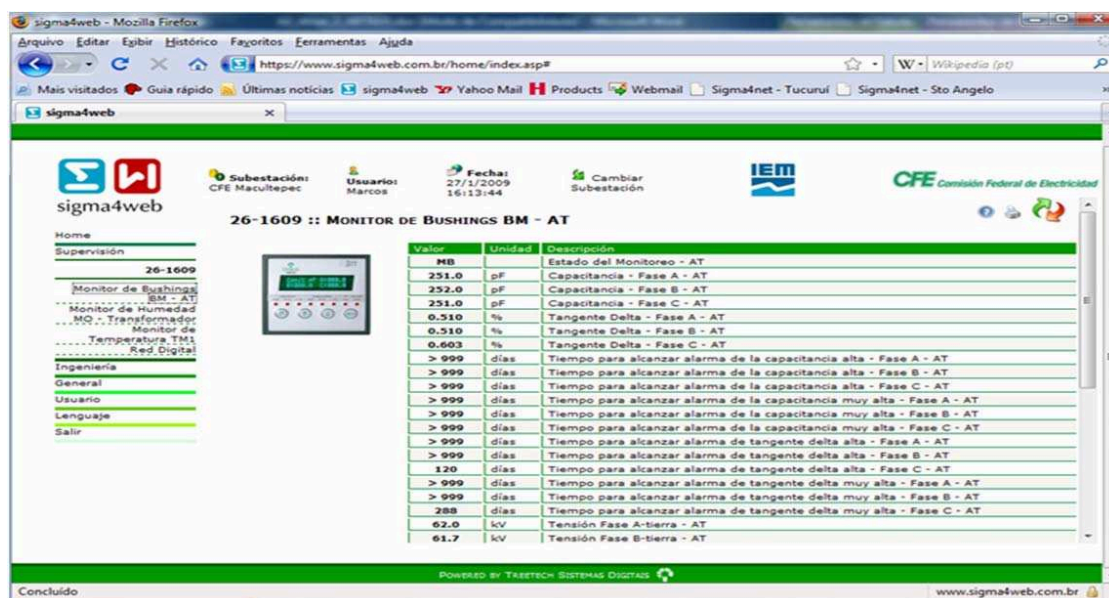 sigma4web - Mozilla Firefox
Arquivo Editar Exibir Histórico Favoritos Ferramentas Ajuda
https://www.sigma4web.com.br/home/index.asp#
W Wikipedia (pt)
Mais visitados Guia rápido Últimas notícias sigma4web Yahoo Mail Products Webmail Sigma4net - Tucuruí Sigma4net - Sto Angelo
sigma4web
sigma4web
Subestación:
CFE Macultepec
Usuario:
Marcos
Fecha:
27/1/2009
16:13:44
Cambiar
Subestación
IEM
CFE Comisión Federal de Electricidad
26-1609 :: MONITOR DE BUSHINGS BM - AT
Home
Supervisión
26-1609
Monitor de Bushings
BM - AT
Monitor de Humedad
MO - Transformador
Monitor de
Temperatura TM1
Red Digital
Ingeniería
General
Usuario
Lenguaje
Salir
Valor Unidad Descripción
MB Estado del Monitoreo - AT
251.0 pF Capacitancia - Fase A - AT
252.0 pF Capacitancia - Fase B - AT
251.0 pF Capacitancia - Fase C - AT
0.510 % Tangente Delta - Fase A - AT
0.510 % Tangente Delta - Fase B - AT
0.603 % Tangente Delta - Fase C - AT
> 999 días Tiempo para alcanzar alarma de la capacitancia alta - Fase A - AT
> 999 días Tiempo para alcanzar alarma de la capacitancia alta - Fase B - AT
> 999 días Tiempo para alcanzar alarma de la capacitancia alta - Fase C - AT
> 999 días Tiempo para alcanzar alarma de la capacitancia muy alta - Fase A - AT
> 999 días Tiempo para alcanzar alarma de la capacitancia muy alta - Fase B - AT
> 999 días Tiempo para alcanzar alarma de la capacitancia muy alta - Fase C - AT
> 999 días Tiempo para alcanzar alarma de tangente delta alta - Fase A - AT
> 999 días Tiempo para alcanzar alarma de tangente delta alta - Fase B - AT
120 días Tiempo para alcanzar alarma de tangente delta alta - Fase C - AT
> 999 días Tiempo para alcanzar alarma de tangente delta muy alta - Fase A - AT
> 999 días Tiempo para alcanzar alarma de tangente delta muy alta - Fase B - AT
288 días Tiempo para alcanzar alarma de tangente delta muy alta - Fase C - AT
62.0 kV Tensión Fase A-tierra - AT
61.7 kV Tensión Fase B-tierra - AT
POWERED BY TREETECH SISTEMAS DIGITAIS
Concluído
www.sigma4web.com.br